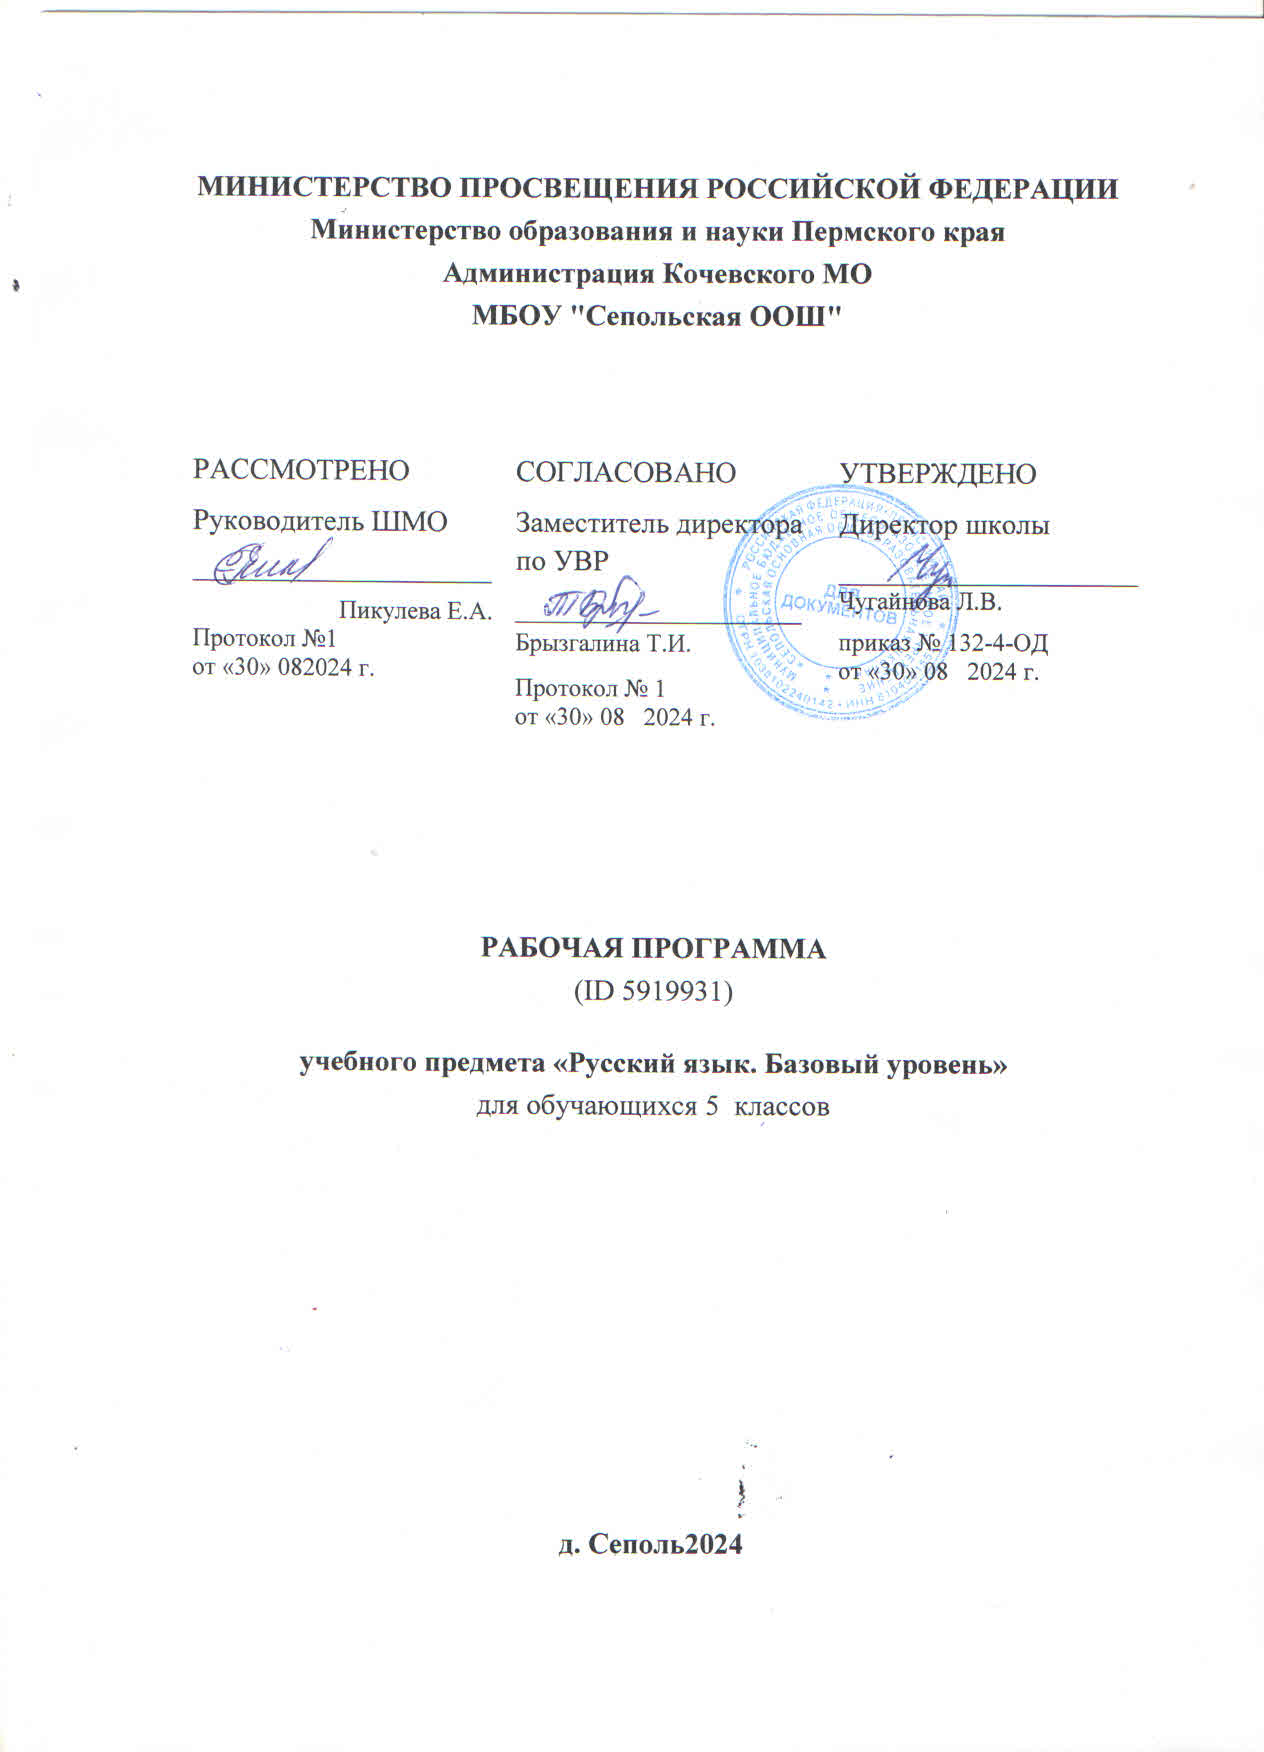 МИНИСТЕРСТВО ПРОСВЕЩЕНИЯ РОССИЙСКОЙ ФЕДЕРАЦИИ
Министерство образования и науки Пермского края
Администрация Кочевского МО
МБОУ "Сепольская ООШ"
РАССМОТРЕНО
Руководитель ШМО
Пикулева Е.А.
Протокол №1
от «30» 082024 г.
СОГЛАСОВАНО
Заместитель директора
по УВР
Брызгалина Т.И.
Протокол № 1
от «30» 08 2024 г.
УТВЕРЖДЕНО
Директор школы
Чугайнова Л.В.
приказ № 132-4-ОД
от «30» 08 2024 г.
ДЛЯ
ДОКУМЕНТОВ
РАБОЧАЯ ПРОГРАММА
(ID 5919931)
учебного предмета «Русский язык. Базовый уровень»
для обучающихся 5 классов
д. Сеполь2024